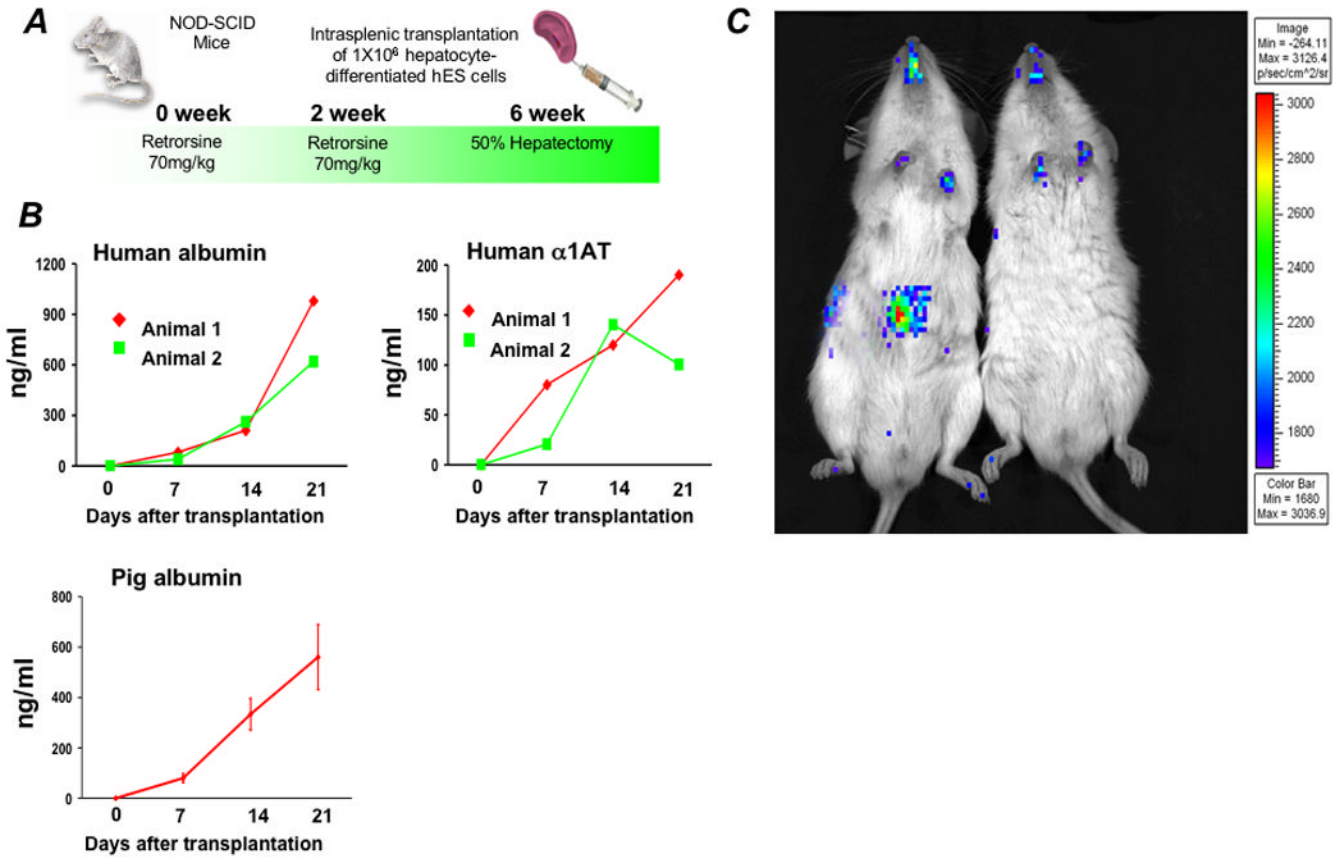 A
NOD-SCID
Mice
Intrasplenic transplantation
of 1X10⁶ hepatocyte-
differentiated hES cells
0 week
2 week
6 week
Retrorsine
70mg/kg
Retrorsine
70mg/kg
50% Hepatectomy
B
Human albumin
1200
900
600
300
0
ng/ml
Animal 1
Animal 2
0 7 14 21
Days after transplantation
Human α1AT
200
150
100
50
0
ng/ml
Animal 1
Animal 2
0 7 14 21
Days after transplantation
Pig albumin
800
600
400
200
0
ng/ml
0 7 14 21
Days after transplantation
C
Image
Min = -264.11
Max = 3126.4
p/sec/cm^2/sr
3000
2800
2600
2400
2200
2000
1800
Color Bar
Min = 1680
Max = 3036.9